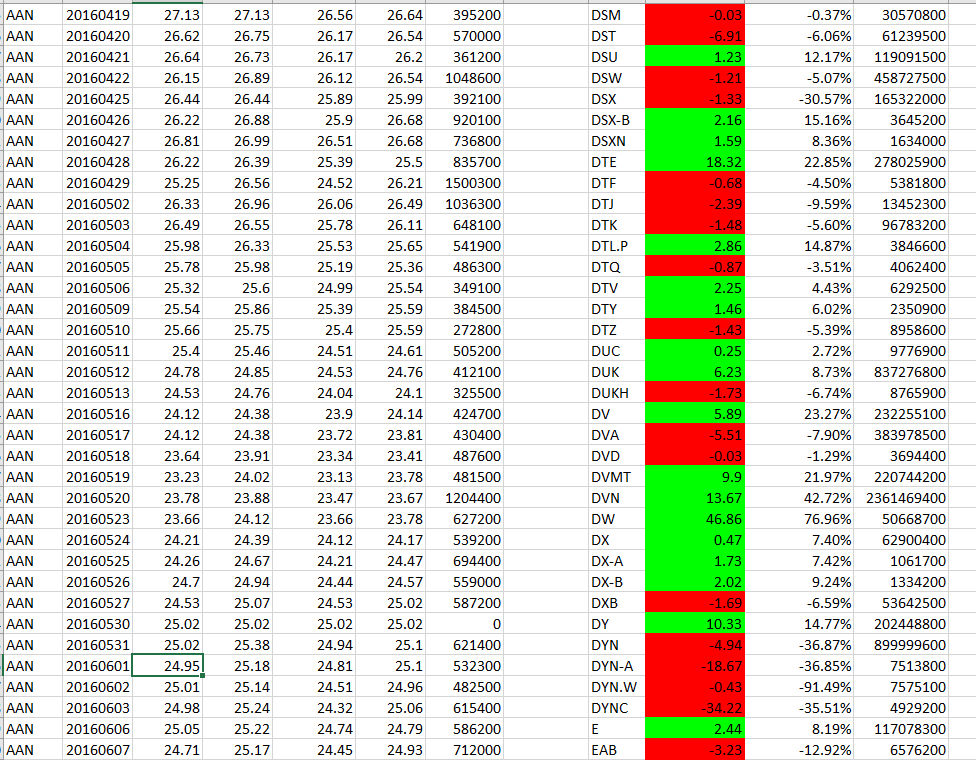 AAN 20160419 27.13 27.13 26.56 26.64 395200 DSM -0.03 -0.37% 30570800
AAN 20160420 26.62 26.75 26.17 26.54 570000 DST -6.91 -6.06% 61239500
AAN 20160421 26.64 26.73 26.17 26.2 361200 DSU 1.23 12.17% 119091500
AAN 20160422 26.15 26.89 26.12 26.54 1048600 DSW -1.21 -5.07% 458727500
AAN 20160425 26.44 26.44 25.89 25.99 392100 DSX -1.33 -30.57% 165322000
AAN 20160426 26.22 26.88 25.9 26.68 920100 DSX-B 2.16 15.16% 3645200
AAN 20160427 26.81 26.99 26.51 26.68 736800 DSXN 1.59 8.36% 1634000
AAN 20160428 26.22 26.39 25.39 25.5 835700 DTE 18.32 22.85% 278025900
AAN 20160429 25.25 26.56 24.52 26.21 1500300 DTF -0.68 -4.50% 5381800
AAN 20160502 26.33 26.96 26.06 26.49 1036300 DTJ -2.39 -9.59% 13452300
AAN 20160503 26.49 26.55 25.78 26.11 648100 DTK -1.48 -5.60% 96783200
AAN 20160504 25.98 26.33 25.53 25.65 541900 DTL.P 2.86 14.87% 3846600
AAN 20160505 25.78 25.98 25.19 25.36 486300 DTQ -0.87 -3.51% 4062400
AAN 20160506 25.32 25.6 24.99 25.54 349100 DTV 2.25 4.43% 6292500
AAN 20160509 25.54 25.86 25.39 25.59 384500 DTY 1.46 6.02% 2350900
AAN 20160510 25.66 25.75 25.4 25.59 272800 DTZ -1.43 -5.39% 8958600
AAN 20160511 25.4 25.46 24.51 24.61 505200 DUC 0.25 2.72% 9776900
AAN 20160512 24.78 24.85 24.53 24.76 412100 DUK 6.23 8.73% 837276800
AAN 20160513 24.53 24.76 24.04 24.1 325500 DUKH -1.73 -6.74% 8765900
AAN 20160516 24.12 24.38 23.9 24.14 424700 DV 5.89 23.27% 232255100
AAN 20160517 24.12 24.38 23.72 23.81 430400 DVA -5.51 -7.90% 383978500
AAN 20160518 23.64 23.91 23.34 23.41 487600 DVD -0.03 -1.29% 3694400
AAN 20160519 23.23 24.02 23.13 23.78 481500 DVMT 9.9 21.97% 220744200
AAN 20160520 23.78 23.88 23.47 23.67 1204400 DVN 13.67 42.72% 2361469400
AAN 20160523 23.66 24.12 23.66 23.78 627200 DW 46.86 76.96% 50668700
AAN 20160524 24.21 24.39 24.12 24.17 539200 DX 0.47 7.40% 62900400
AAN 20160525 24.26 24.67 24.21 24.47 694400 DX-A 1.73 7.42% 1061700
AAN 20160526 24.7 24.94 24.44 24.57 559000 DX-B 2.02 9.24% 1334200
AAN 20160527 24.53 25.07 24.53 25.02 587200 DXB -1.69 -6.59% 53642500
AAN 20160530 25.02 25.02 25.02 25.02 0 DY 10.33 14.77% 202448800
AAN 20160531 25.02 25.38 24.94 25.1 621400 DYN -4.94 -36.87% 899999600
AAN 20160601 24.95 25.18 24.81 25.1 532300 DYN-A -18.67 -36.85% 7513800
AAN 20160602 25.01 25.14 24.51 24.96 482500 DYN.W -0.43 -91.49% 7575100
AAN 20160603 24.98 25.24 24.32 25.06 615400 DYNC -34.22 -35.51% 4929200
AAN 20160606 25.05 25.22 24.74 24.79 586200 E 2.44 8.19% 117078300
AAN 20160607 24.71 25.17 24.45 24.93 712000 EAB -3.23 -12.92% 6576200